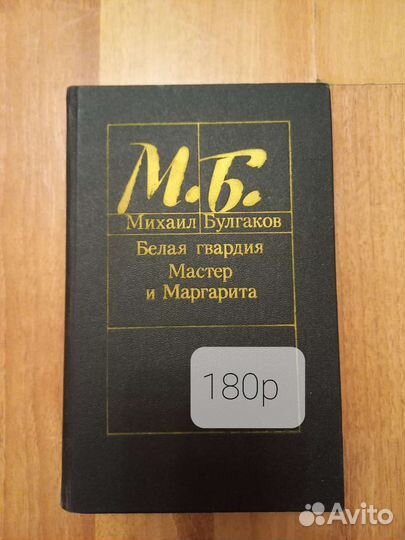 М.Б.
Михаил Булгаков
Белая гвардия
Мастер
и Маргарита
180р
Avito